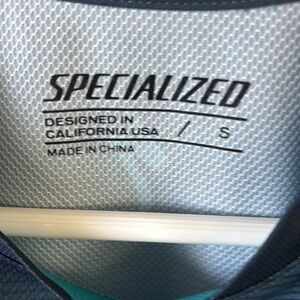 SPECIALIZED
DESIGNED IN
CALIFORNIA USA / S
MADE IN CHINA